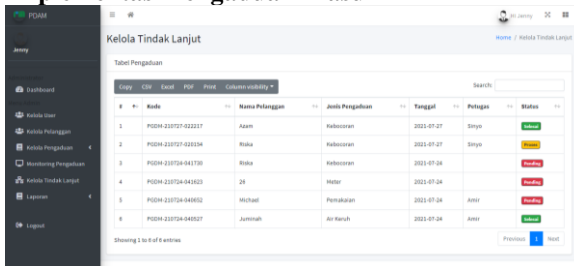 PDAM
Hi Jenny
Jenny
Kelola Tindak Lanjut
Home / Kelola Tindak Lanjut
Tabel Pengaduan
Dashboard
Kelola User
Kelola Pelanggan
Kelola Pengaduan
Monitoring Pengaduan
Kelola Tindak Lanjut
Laporan
Logout
Copy CSV Excel PDF Print Column visibility
Search:
# Kode Nama Pelanggan Jenis Pengaduan Tanggal Petugas Status
1 PGDM-210727-022217 Azam Kebocoran 2021-07-27 Sinyo Selesai
2 PGDM-210727-020154 Riska Kebocoran 2021-07-27 Sinyo Proses
3 PGDM-210724-041730 Riska Kebocoran 2021-07-24 Pending
4 PGDM-210724-041623 24 Meter 2021-07-24 Pending
5 PGDM-210724-040652 Michael Pemakaian 2021-07-24 Amir Pending
6 PGDM-210724-040527 Juminah Air Keruh 2021-07-24 Amir Selesai
Showing 1 to 6 of 6 entries
Previous 1 Next